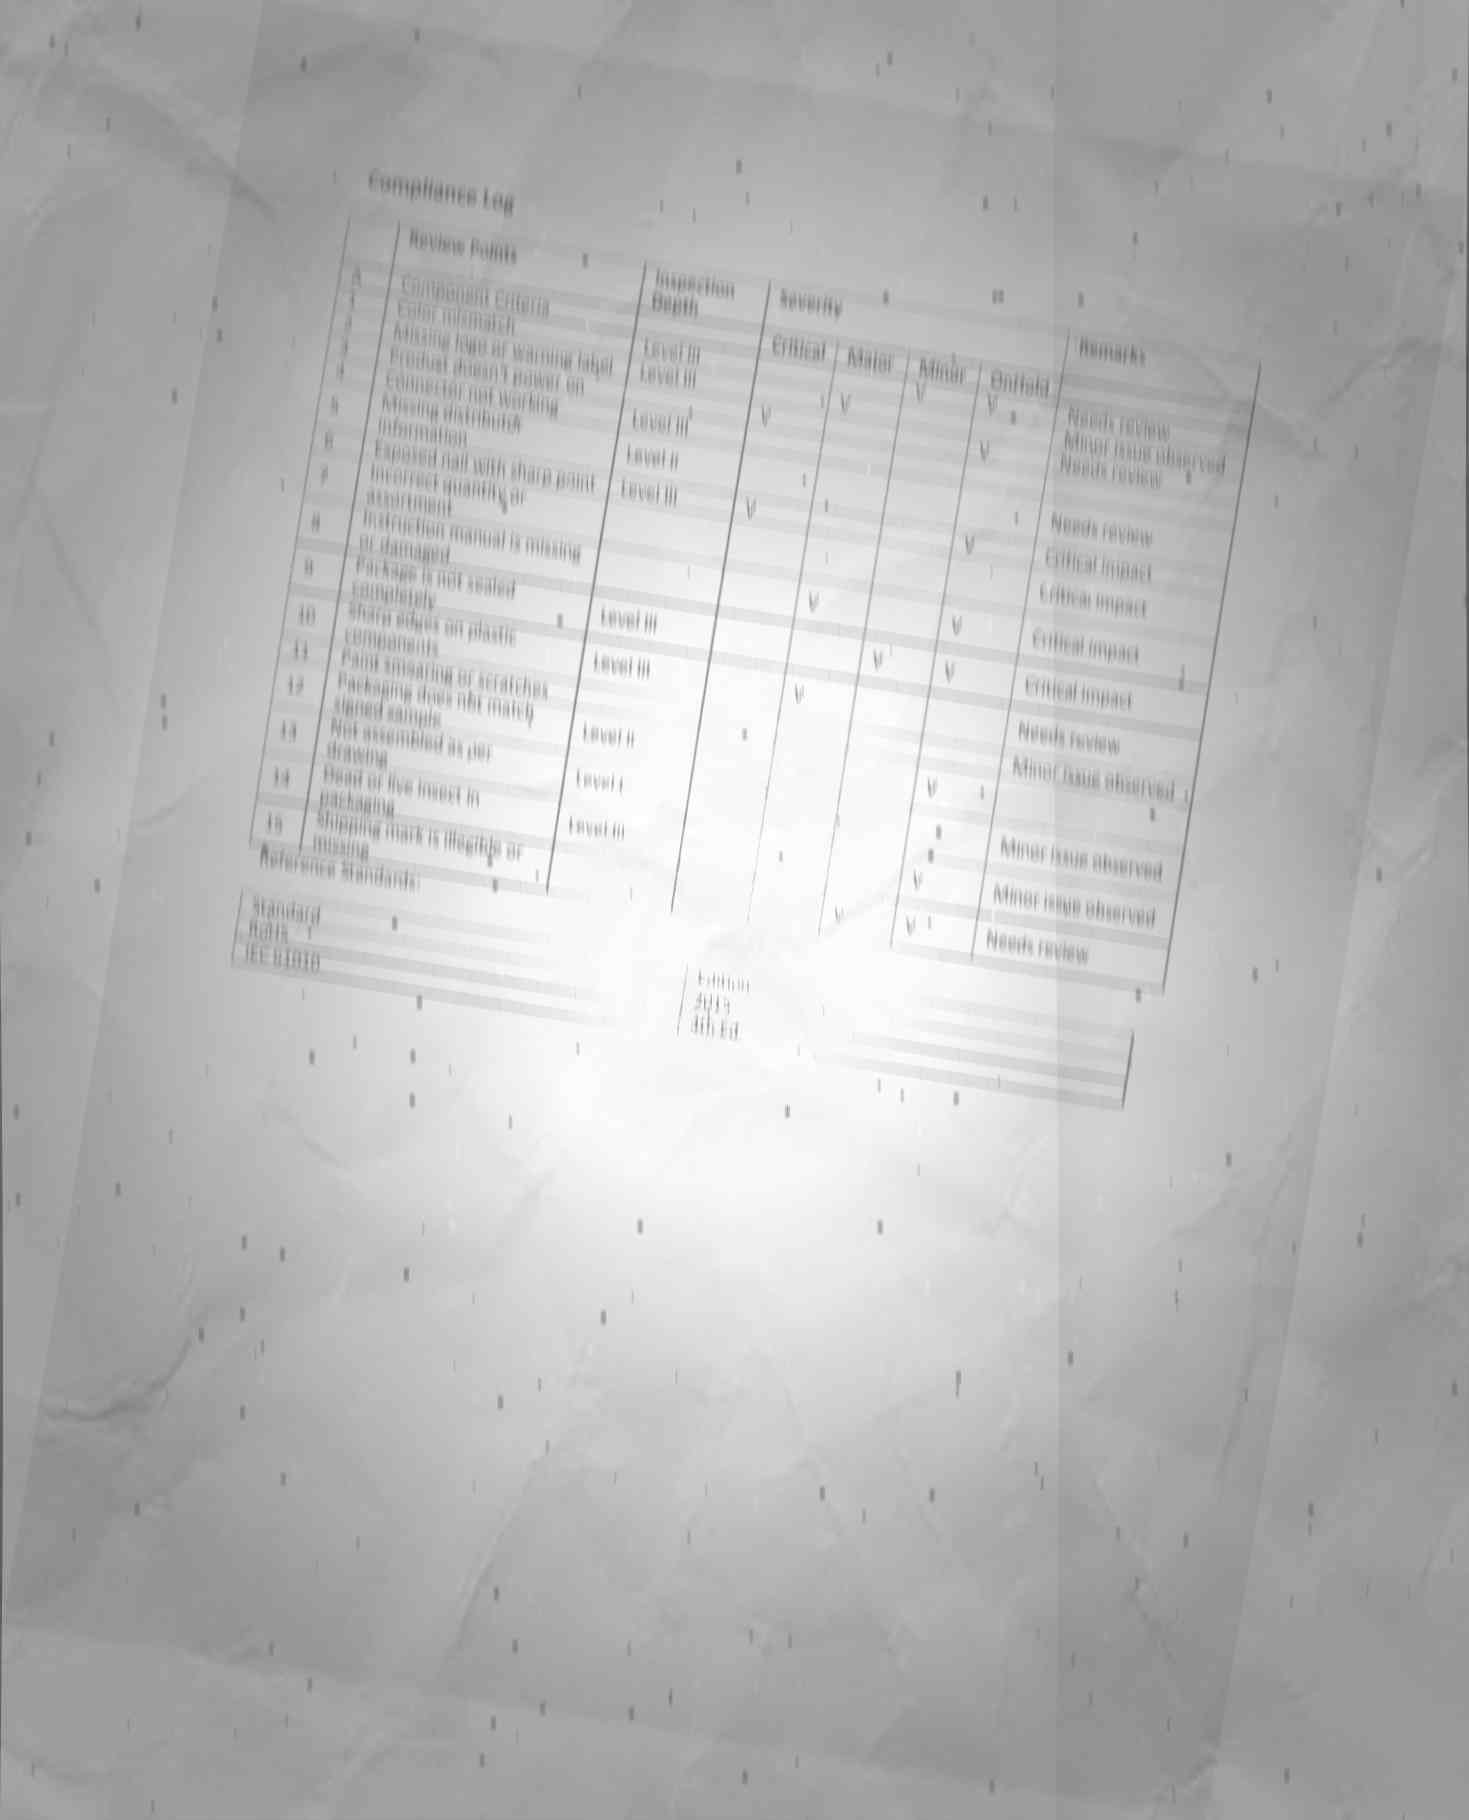 Compliance Log
Review Points Inspection Depth Severity Remarks
Critical Major Minor OnHold
A Component Criteria
1 Color mismatch Level III V V Needs review
2 Missing logo or warning label Level III V Minor issue observed
3 Product doesn't power on V V Needs review
4 Connector not working Level III
5 Missing distributor Level II Needs review
information
6 Exposed nail with sharp point Level III V V Critical impact
7 Incorrect quantity or Critical impact
assortment
8 Instruction manual is missing V V Critical impact
or damaged
9 Package is not sealed Level III V V Critical impact
completely
10 Sharp edges on plastic Level III V Needs review
components
11 Paint smearing or scratches Minor issue observed
12 Packaging does not match Level II V
signed sample
13 Not assembled as per Level I Minor issue observed
drawing
14 Dead or live insect in Level III V Minor issue observed
packaging
15 Shipping mark is illegible or V V Needs review
missing
Reference Standards:
Standard Edition
RoHS
IEC 61010 Ed